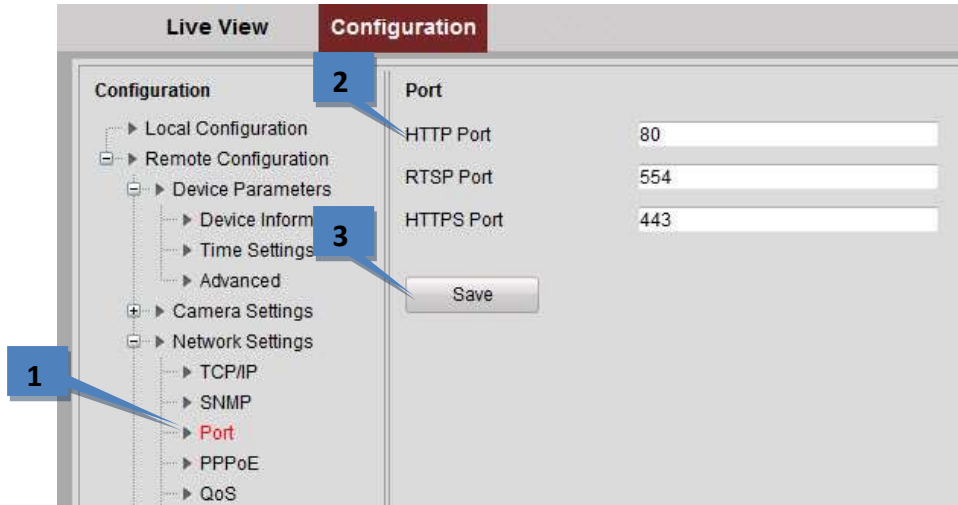 Live View Configuration
Configuration
Local Configuration
Remote Configuration
Device Parameters
Device Inform
Time Settings
Advanced
Camera Settings
Network Settings
TCP/IP
SNMP
Port
PPPoE
QoS
1
2
3
Port
HTTP Port 80
RTSP Port 554
HTTPS Port 443
Save